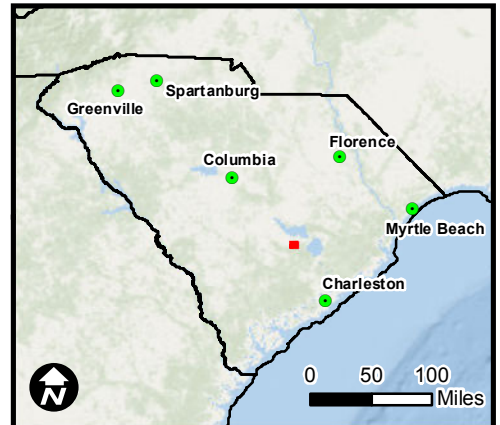 Spartanburg
Greenville
Florence
Columbia
Myrtle Beach
Charleston
N
0 50 100
Miles